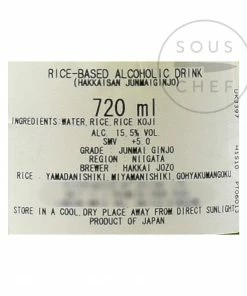 SOUS
CHEF
RICE-BASED ALCOHOLIC DRINK
(HAKKAISAN JUNMAIGINJO)
720 ml
INGREDIENTS:WATER,RICE,RICE KOJI
ALC. 15.5% VOL.
SMV +5.0
GRADE : JUNMAI GINJO
REGION : NIIGATA
BREWER : HAKKAI JOZO
RICE : YAMADANISHIKI, MIYAMANISHIKI, GOHYAKUMANGOKU
STORE IN A COOL,DRY PLACE AWAY FROM DIRECT SUNLIGHT
PRODUCT OF JAPAN